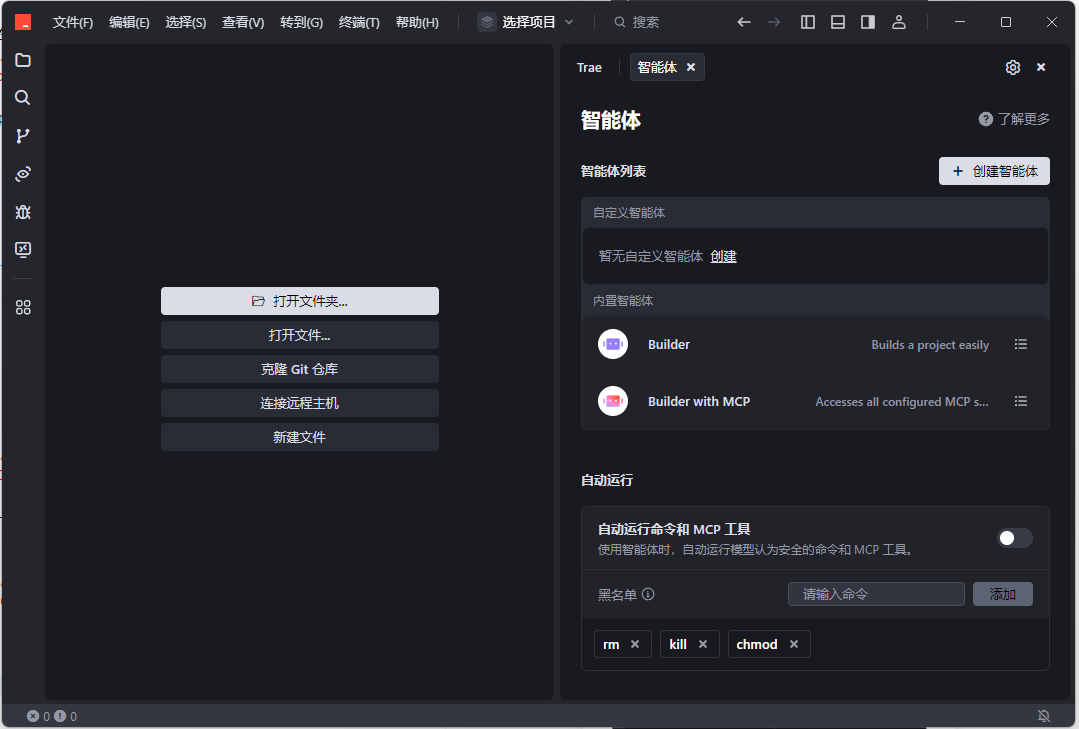 文件(F) 编辑(E) 选择(S) 查看(V) 转到(G) 终端(T) 帮助(H) 选择项目 搜索
Trae 智能体
智能体 了解更多
智能体列表 创建智能体
自定义智能体
暂无自定义智能体 创建
内置智能体
Builder Builds a project easily
Builder with MCP Accesses all configured MCP s...
打开文件夹...
打开文件...
克隆 Git 仓库
连接远程主机
新建文件
自动运行
自动运行命令和 MCP 工具
使用智能体时，自动运行模型认为安全的命令和 MCP 工具。
黑名单 请输入命令 添加
rm kill chmod
0 0